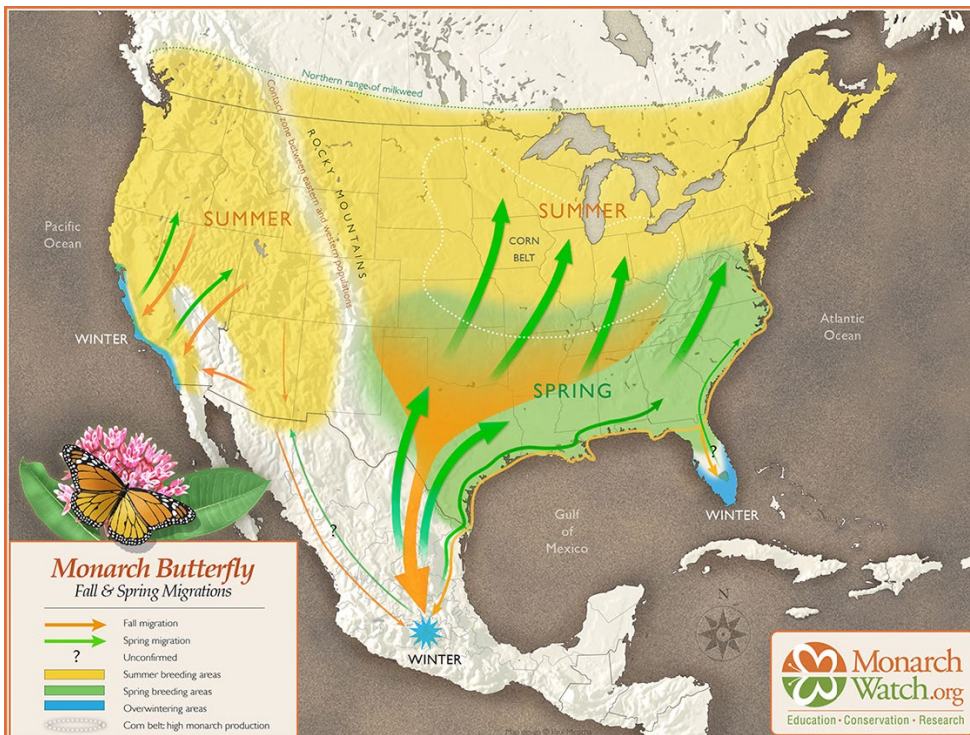 Northern range of milkweed
Contact zone between eastern and western populations
ROCKY MOUNTAINS
Pacific
Ocean
SUMMER
SUMMER
CORN
BELT
WINTER
Atlantic
Ocean
SPRING
?
WINTER
Gulf
of
Mexico
?
WINTER
N
Monarch Butterfly
Fall & Spring Migrations
Fall migration
Spring migration
? Unconfirmed
Summer breeding areas
Spring breeding areas
Overwintering areas
Corn belt: high monarch production
Monarch
Watch.org
Education • Conservation • Research